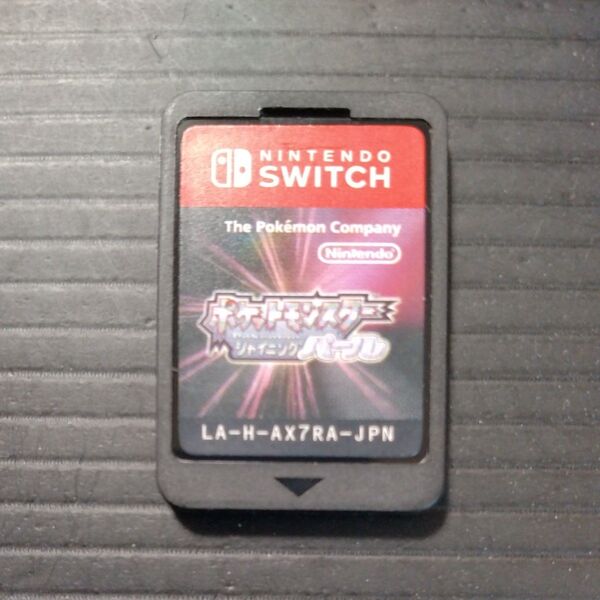 NINTENDO
SWITCH
The Pokémon Company
Nintendo
ポケットモンスター
シャイニング パール
LA-H-AX7RA-JPN